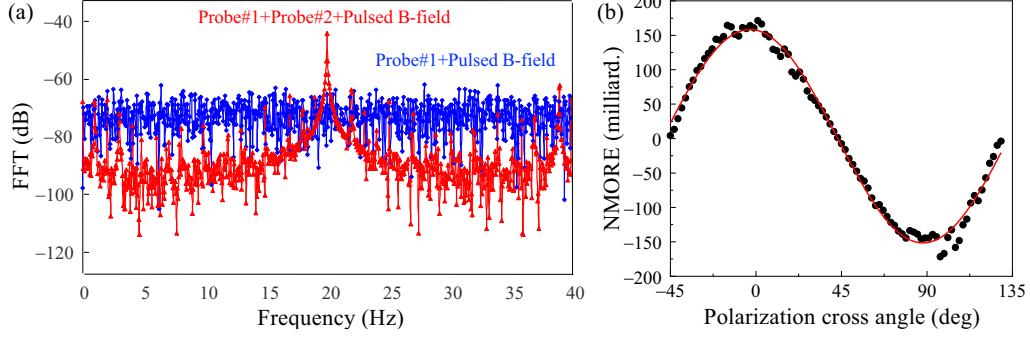 (a)
Probe#1+Probe#2+Pulsed B-field
Probe#1+Pulsed B-field
FFT (dB)
−40
−60
−80
−100
−120
0 5 10 15 20 25 30 35 40
Frequency (Hz)
(b)
NMORE (milliard.)
200
150
100
50
0
−50
−100
−150
−200
−45 0 45 90 135
Polarization cross angle (deg)